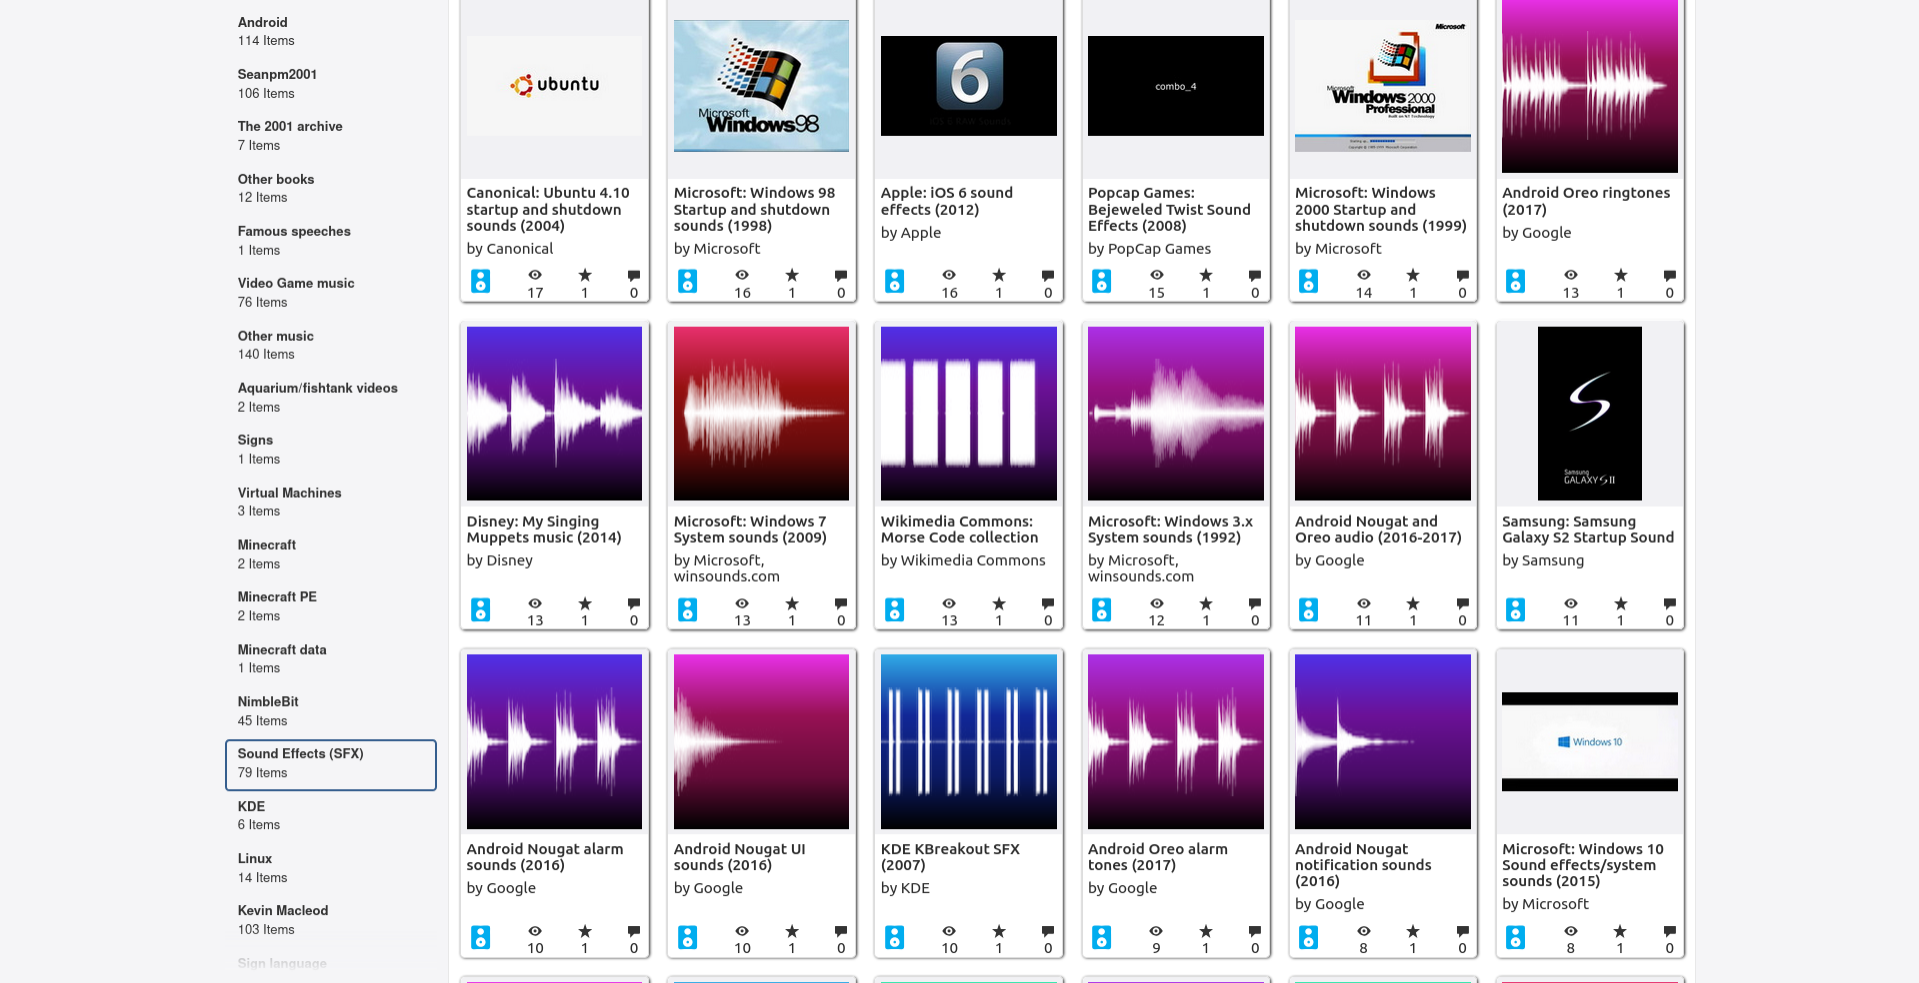 Android
114 Items
Seanpm2001
106 Items
The 2001 archive
7 Items
Other books
12 Items
Famous speeches
1 Items
Video Game music
76 Items
Other music
140 Items
Aquarium/fishtank videos
2 Items
Signs
1 Items
Virtual Machines
3 Items
Minecraft
2 Items
Minecraft PE
2 Items
Minecraft data
1 Items
NimbleBit
45 Items
Sound Effects (SFX)
79 Items
KDE
6 Items
Linux
14 Items
Kevin Macleod
103 Items
Sign language
ubuntu
Canonical: Ubuntu 4.10
startup and shutdown
sounds (2004)
by Canonical
17 1 0
Microsoft
Windows98
Microsoft: Windows 98
Startup and shutdown
sounds (1998)
by Microsoft
16 1 0
6
iOS 6 RAW Sounds
Apple: iOS 6 sound
effects (2012)
by Apple
16 1 0
combo_4
Popcap Games:
Bejeweled Twist Sound
Effects (2008)
by PopCap Games
15 1 0
Microsoft
Microsoft
Windows 2000
Professional
Built on NT Technology
Microsoft: Windows
2000 Startup and
shutdown sounds (1999)
by Microsoft
14 1 0
Android Oreo ringtones
(2017)
by Google
13 1 0
Disney: My Singing
Muppets music (2014)
by Disney
13 1 0
Microsoft: Windows 7
System sounds (2009)
by Microsoft,
winsounds.com
13 1 0
Wikimedia Commons:
Morse Code collection
by Wikimedia Commons
13 1 0
Microsoft: Windows 3.x
System sounds (1992)
by Microsoft,
winsounds.com
12 1 0
Android Nougat and
Oreo audio (2016-2017)
by Google
11 1 0
Samsung
GALAXY S II
Samsung: Samsung
Galaxy S2 Startup Sound
by Samsung
11 1 0
Android Nougat alarm
sounds (2016)
by Google
10 1 0
Android Nougat UI
sounds (2016)
by Google
10 1 0
KDE KBreakout SFX
(2007)
by KDE
10 1 0
Android Oreo alarm
tones (2017)
by Google
9 1 0
Android Nougat
notification sounds
(2016)
by Google
8 1 0
Windows 10
Microsoft: Windows 10
Sound effects/system
sounds (2015)
by Microsoft
8 1 0